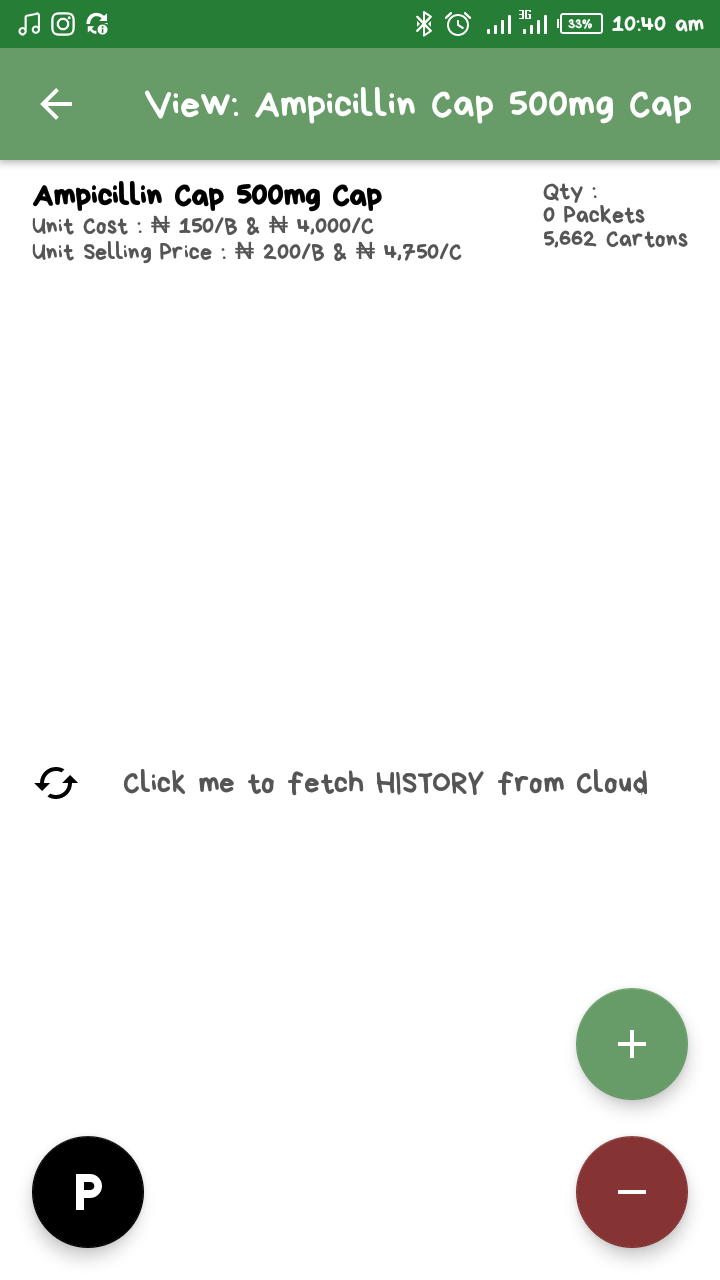 3G 33% 10:40 am
View: Ampicillin Cap 500mg Cap
Ampicillin Cap 500mg Cap
Unit Cost : ₦ 150/B & ₦ 4,000/C
Unit Selling Price : ₦ 200/B & ₦ 4,750/C
Qty :
0 Packets
5,662 Cartons
Click me to fetch HISTORY from Cloud
+
P
−